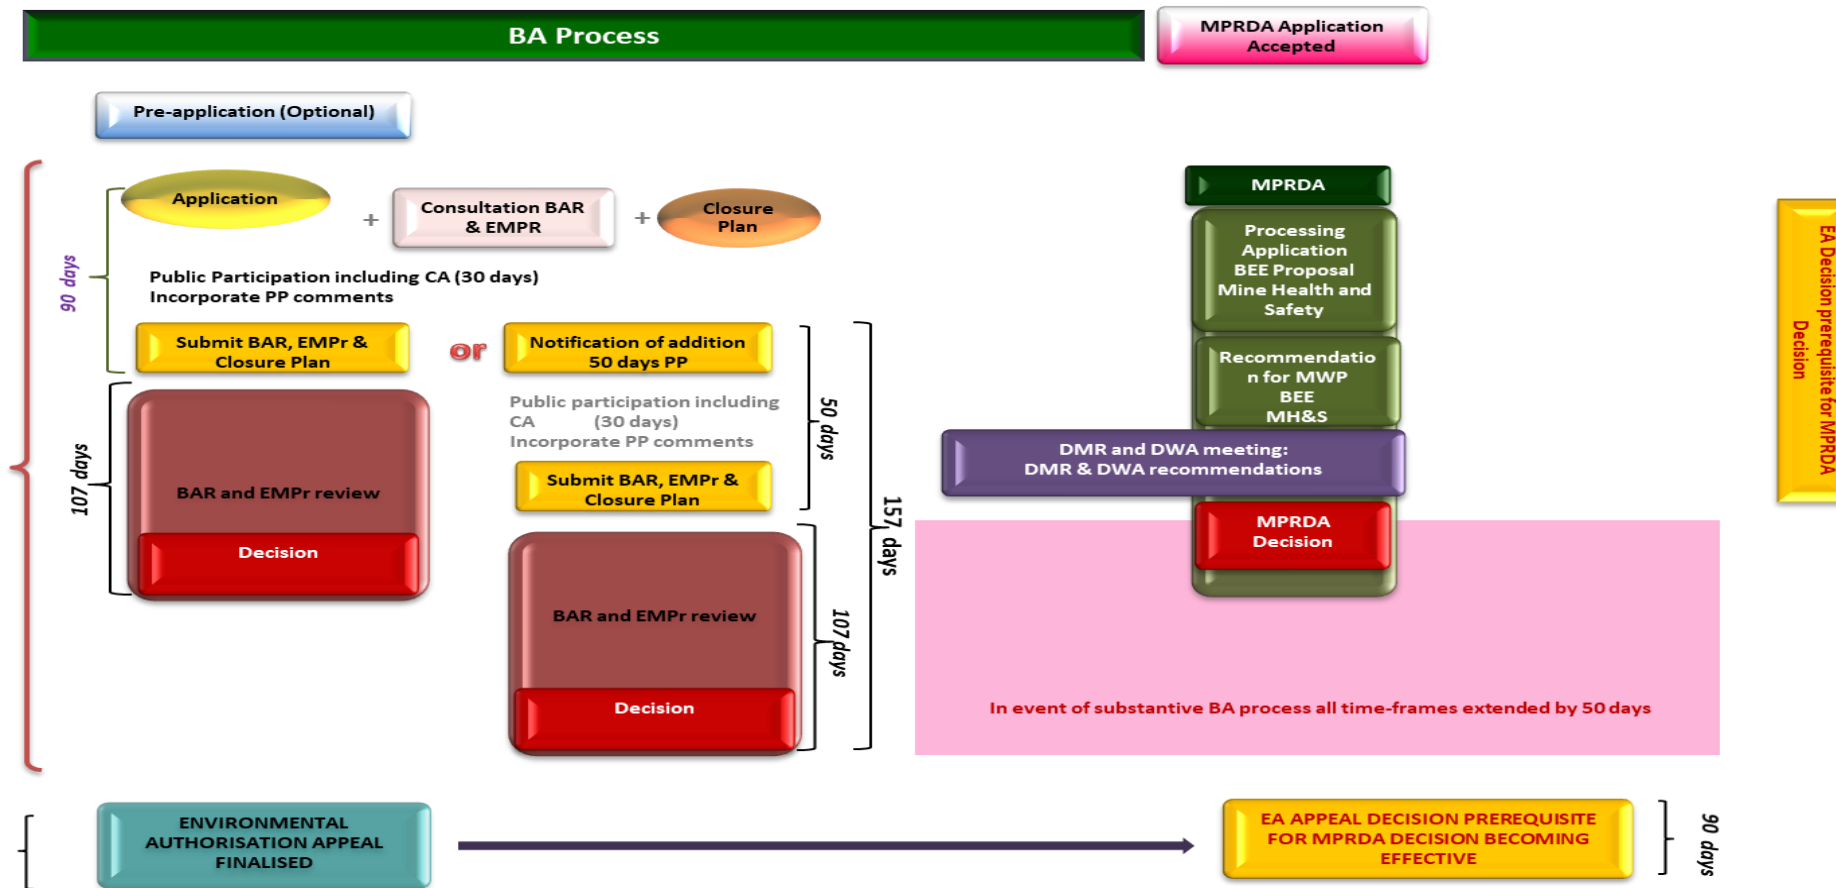 BA Process
MPRDA Application
Accepted
Pre-application (Optional)
Application
+
Consultation BAR
& EMPR
+
Closure
Plan
90 days
Public Participation including CA (30 days)
Incorporate PP comments
Submit BAR, EMPr &
Closure Plan
or
Notification of addition
50 days PP
Public participation including
CA (30 days)
Incorporate PP comments
50 days
Submit BAR, EMPr &
Closure Plan
107 days
BAR and EMPr review
Decision
BAR and EMPr review
Decision
107 days
157 days
MPRDA
Processing
Application
BEE Proposal
Mine Health and
Safety
Recommendatio
n for MWP
BEE
MH&S
DMR and DWA meeting:
DMR & DWA recommendations
MPRDA
Decision
In event of substantive BA process all time-frames extended by 50 days
EA Decision prerequisite for MPRDA
Decision
ENVIRONMENTAL
AUTHORISATION APPEAL
FINALISED
EA APPEAL DECISION PREREQUISITE
FOR MPRDA DECISION BECOMING
EFFECTIVE
90 days